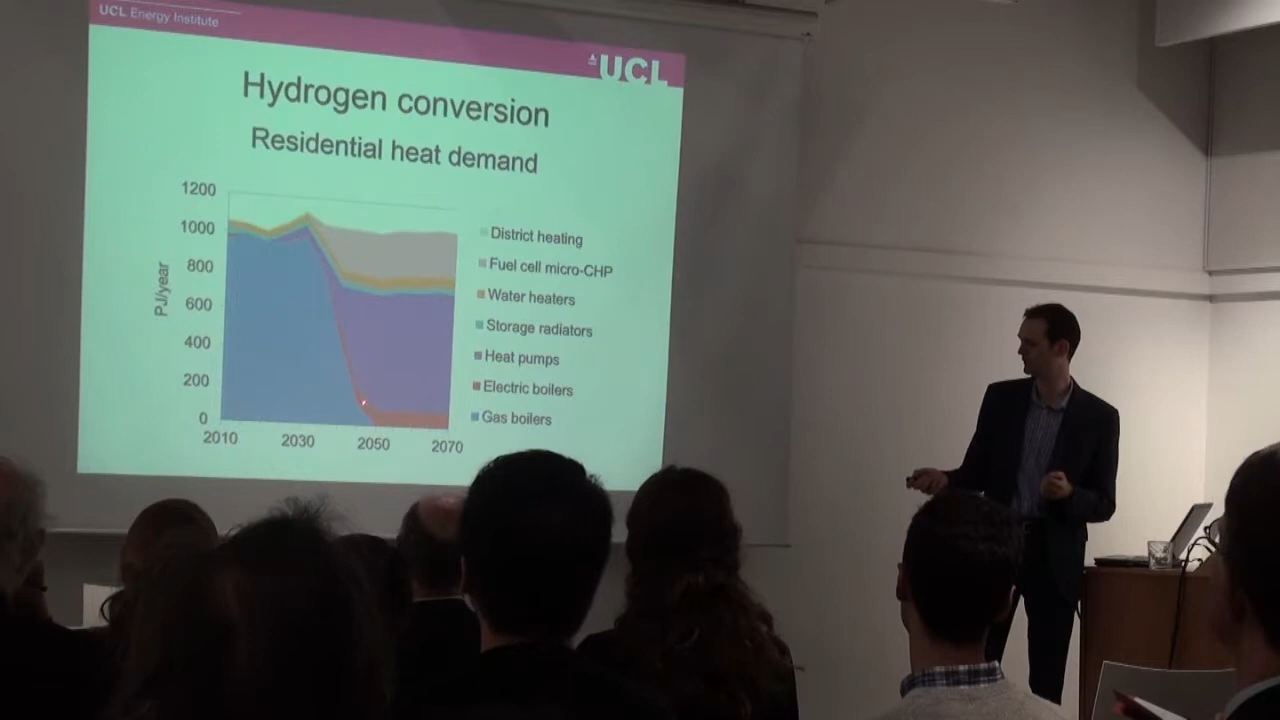 UCL Energy Institute
UCL
Hydrogen conversion
Residential heat demand
1200
1000
800
600
400
200
0
PJ/year
2010 2030 2050 2070
District heating
Fuel cell micro-CHP
Water heaters
Storage radiators
Heat pumps
Electric boilers
Gas boilers